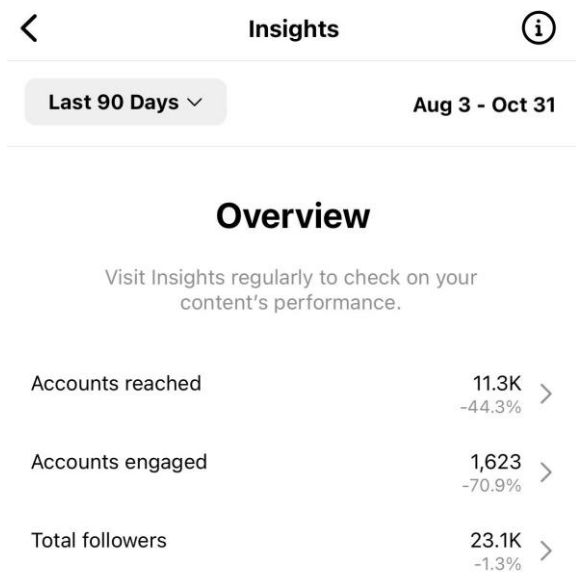 Insights
Last 90 Days
Aug 3 - Oct 31
Overview
Visit Insights regularly to check on your
content's performance.
Accounts reached
11.3K
-44.3%
Accounts engaged
1,623
-70.9%
Total followers
23.1K
-1.3%